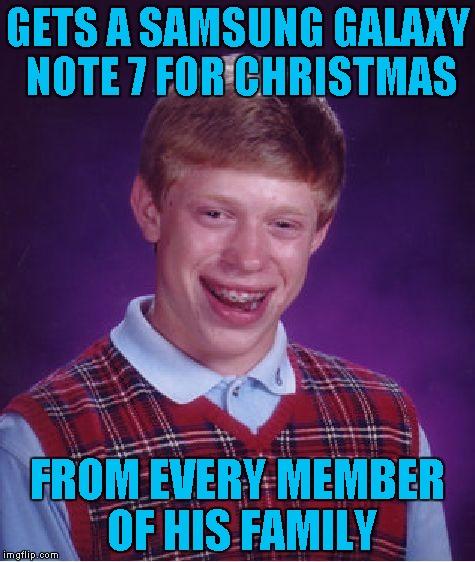 GETS A SAMSUNG GALAXY
NOTE 7 FOR CHRISTMAS
FROM EVERY MEMBER
OF HIS FAMILY
imgflip.com